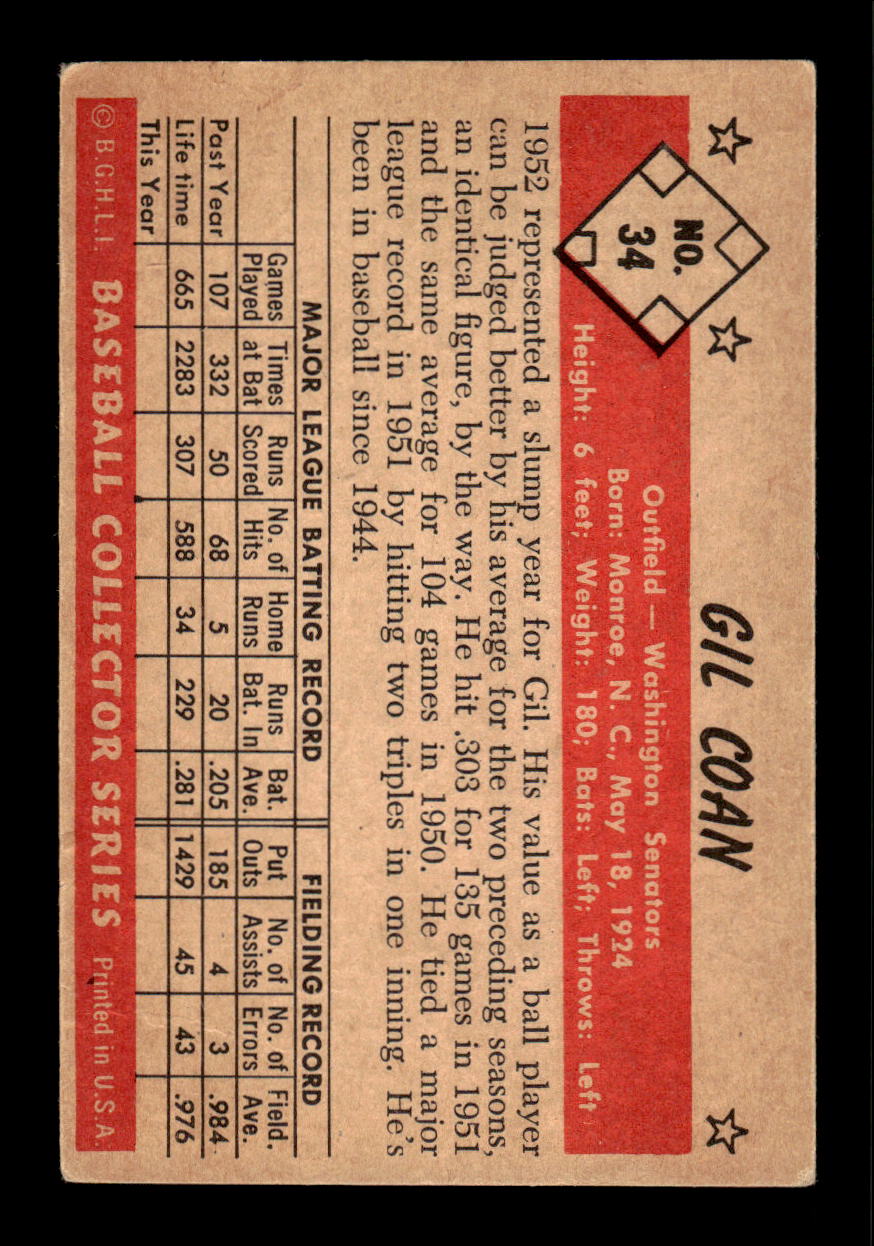 GIL COAN
NO.
34
Outfield — Washington Senators
Born: Monroe, N. C., May 18, 1924
Height: 6 feet; Weight: 180; Bats: Left; Throws: Left
1952 represented a slump year for Gil. His value as a ball player
can be judged better by his average for the two preceding seasons,
an identical figure, by the way. He hit .303 for 135 games in 1951
and the same average for 104 games in 1950. He tied a major
league record in 1951 by hitting two triples in one inning. He's
been in baseball since 1944.
MAJOR LEAGUE BATTING RECORD FIELDING RECORD
Games Times Runs No. of Home Runs Bat. Put No. of No. of Field.
Played at Bat Scored Hits Runs Bat. In Ave. Outs Assists Errors Ave.
Past Year 107 332 50 68 5 20 .205 185 4 3 .984
Life time 665 2283 307 588 34 229 .281 1429 45 43 .976
This Year
© B.G.H.L.I. BASEBALL COLLECTOR SERIES Printed in U.S.A.